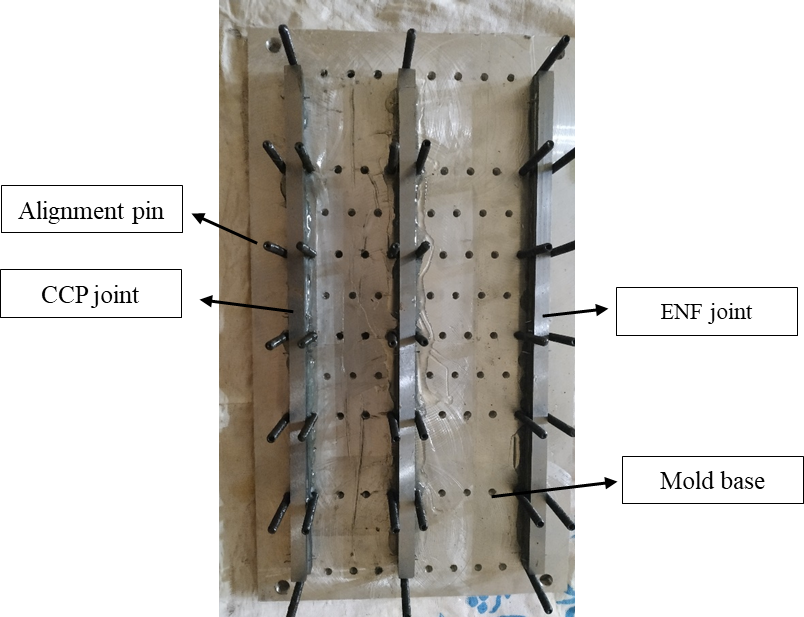 Alignment pin
CCP joint
ENF joint
Mold base